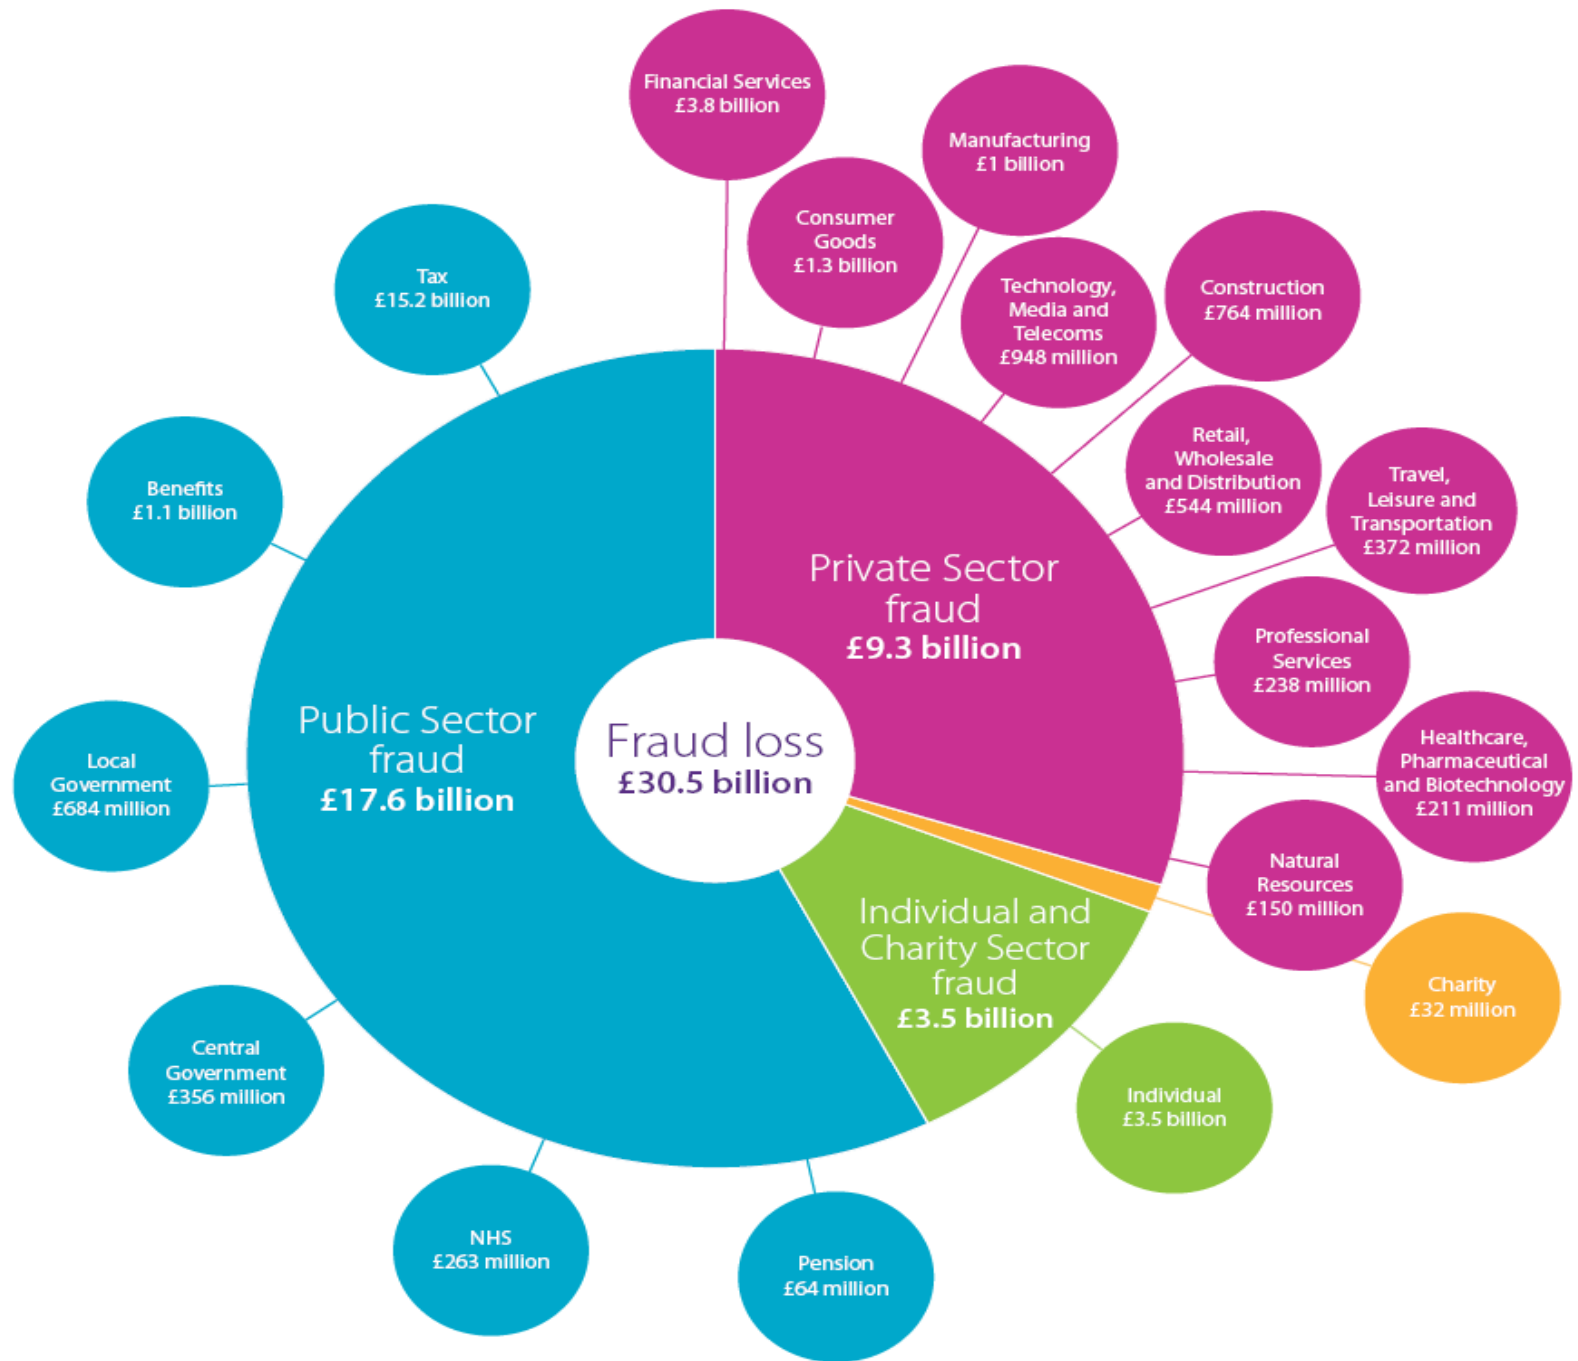 Financial Services
£3.8 billion
Manufacturing
£1 billion
Consumer
Goods
£1.3 billion
Tax
£15.2 billion
Technology,
Media and
Telecoms
£948 million
Construction
£764 million
Retail,
Wholesale
and Distribution
£544 million
Travel,
Leisure and
Transportation
£372 million
Benefits
£1.1 billion
Private Sector
fraud
£9.3 billion
Professional
Services
£238 million
Public Sector
fraud
£17.6 billion
Fraud loss
£30.5 billion
Local
Government
£684 million
Healthcare,
Pharmaceutical
and Biotechnology
£211 million
Natural
Resources
£150 million
Individual and
Charity Sector
fraud
£3.5 billion
Charity
£32 million
Central
Government
£356 million
Individual
£3.5 billion
NHS
£263 million
Pension
£64 million